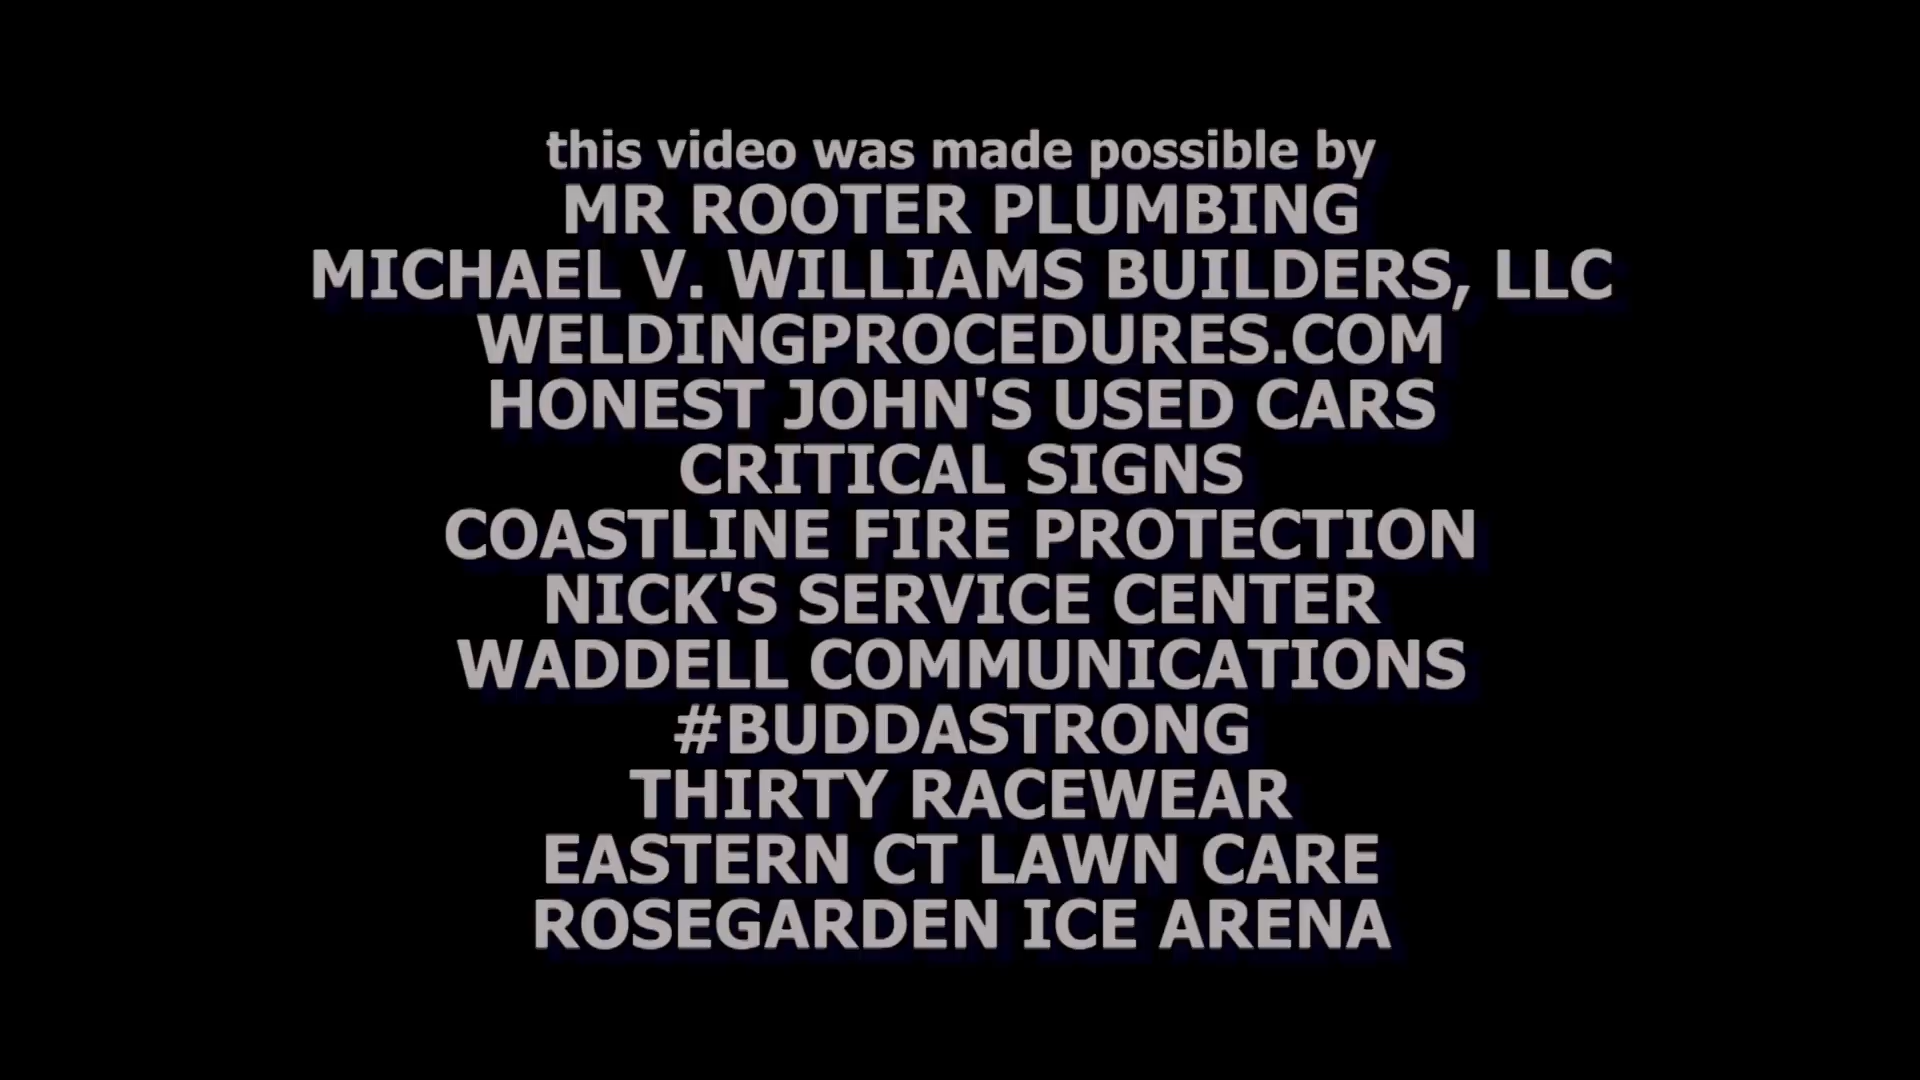 this video was made possible by
MR ROOTER PLUMBING
MICHAEL V. WILLIAMS BUILDERS, LLC
WELDINGPROCEDURES.COM
HONEST JOHN'S USED CARS
CRITICAL SIGNS
COASTLINE FIRE PROTECTION
NICK'S SERVICE CENTER
WADDELL COMMUNICATIONS
#BUDDASTRONG
THIRTY RACEWEAR
EASTERN CT LAWN CARE
ROSEGARDEN ICE ARENA